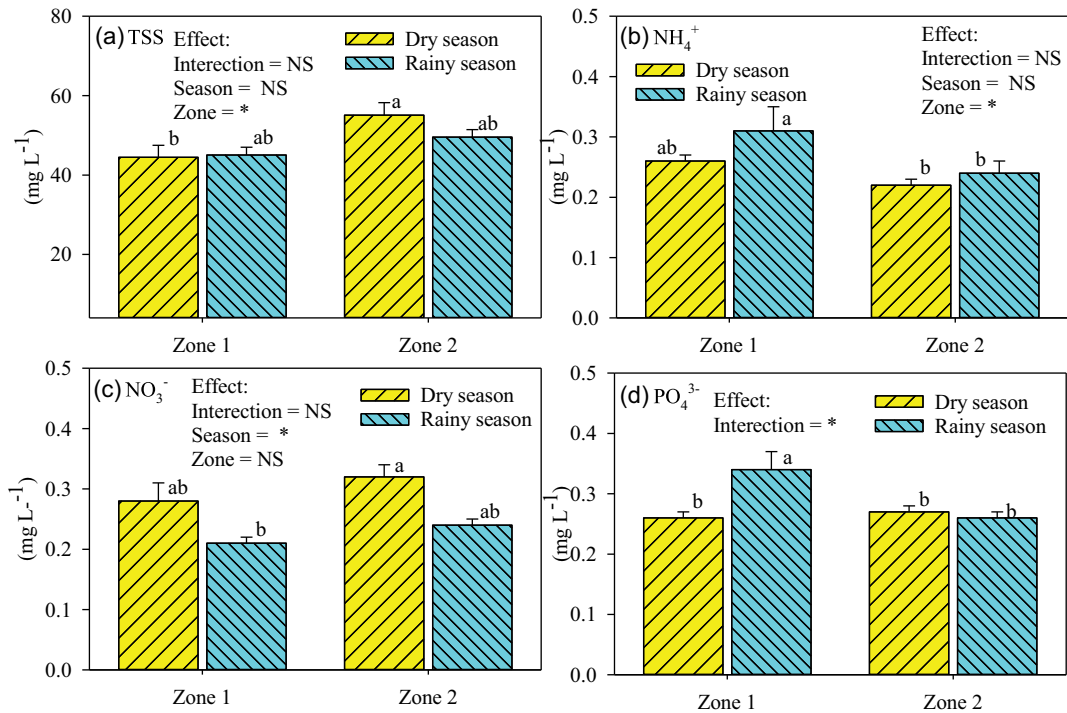 (a) TSS
Effect:
Interection = NS
Season = NS
Zone = *
Dry season
Rainy season
80
60
40
20
(mg L⁻¹)
b
ab
a
ab
Zone 1
Zone 2
(b) NH₄⁺
Dry season
Rainy season
Effect:
Interection = NS
Season = NS
Zone = *
0.5
0.4
0.3
0.2
0.1
0.0
(mg L⁻¹)
ab
a
b
b
Zone 1
Zone 2
(c) NO₃⁻
Effect:
Interection = NS
Season = *
Zone = NS
Dry season
Rainy season
0.5
0.4
0.3
0.2
0.1
0.0
(mg L-⁻¹)
ab
b
a
ab
Zone 1
Zone 2
(d) PO₄³⁻
Effect:
Interection = *
Dry season
Rainy season
0.5
0.4
0.3
0.2
0.1
0.0
(mg L⁻¹)
b
a
b
b
Zone 1
Zone 2